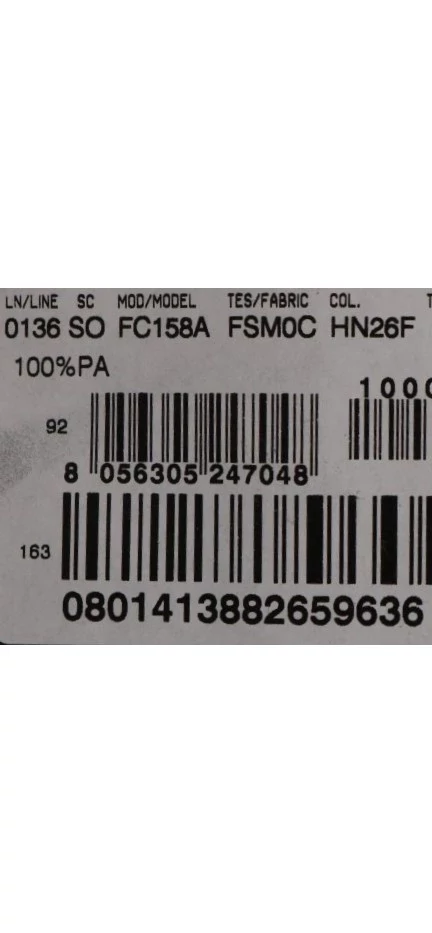 LN/LINE SC MOD/MODEL TES/FABRIC COL. T
0136 SO FC158A FSM0C HN26F
100%PA
1000
92
8 056305 247048
163
0801413882659636